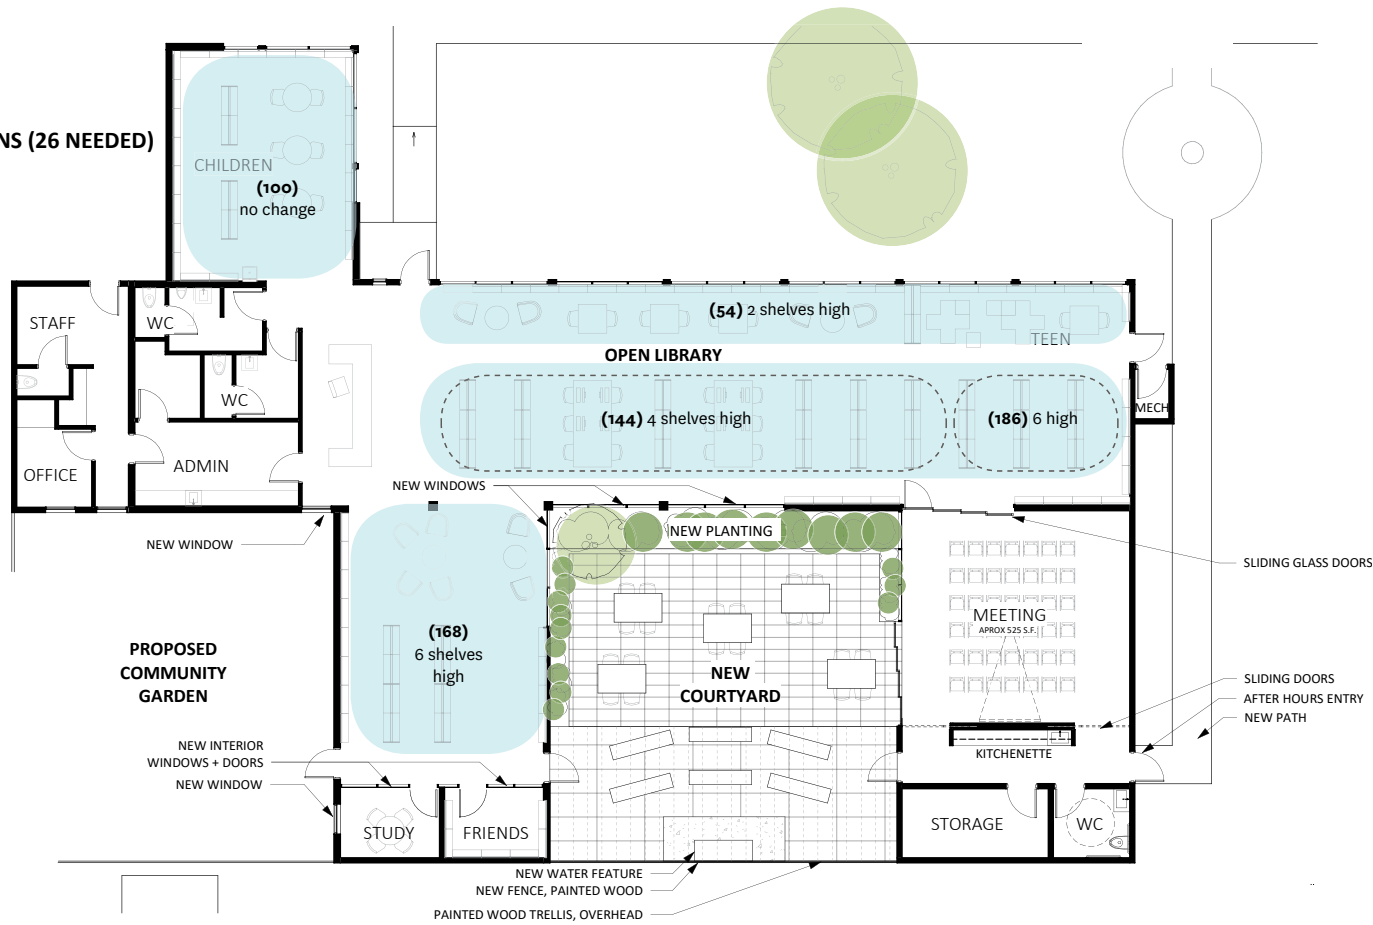 NS (26 NEEDED)
CHILDREN
(100)
no change
STAFF
WC
WC
OFFICE
ADMIN
(54) 2 shelves high
TEEN
OPEN LIBRARY
(144) 4 shelves high
(186) 6 high
MECH
NEW WINDOWS
NEW WINDOW
NEW PLANTING
SLIDING GLASS DOORS
MEETING
APROX 525 S.F.
(168)
6 shelves
high
PROPOSED
COMMUNITY
GARDEN
NEW
COURTYARD
SLIDING DOORS
AFTER HOURS ENTRY
NEW PATH
NEW INTERIOR
WINDOWS + DOORS
NEW WINDOW
KITCHENETTE
STUDY
FRIENDS
STORAGE
WC
NEW WATER FEATURE
NEW FENCE, PAINTED WOOD
PAINTED WOOD TRELLIS, OVERHEAD